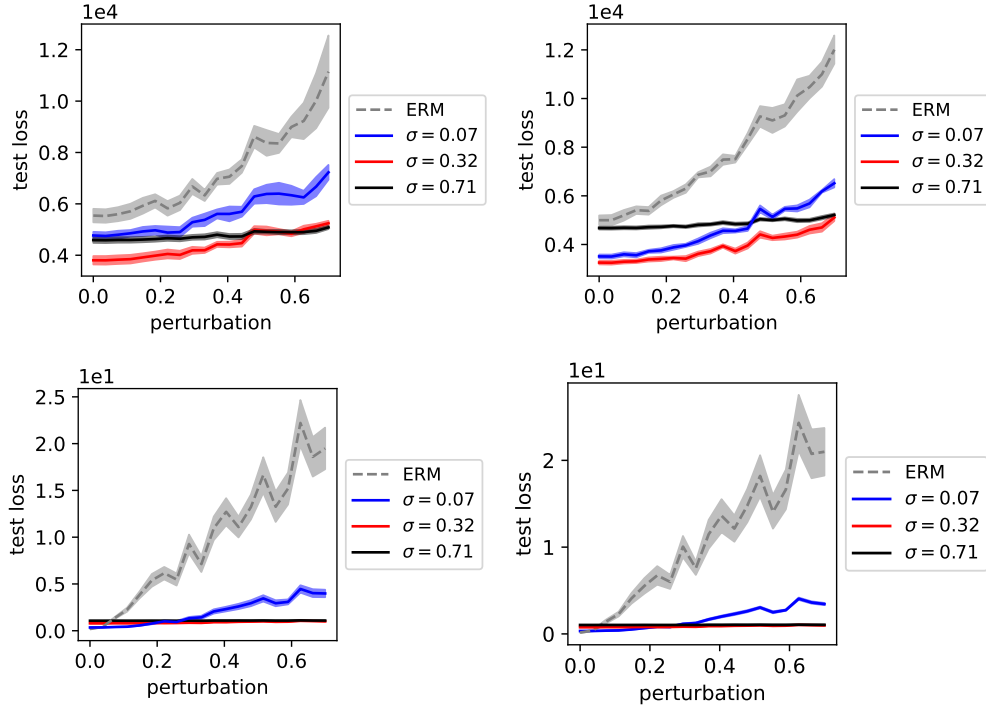 1e4
1.2
1.0
0.8
0.6
0.4
test loss
0.0 0.2 0.4 0.6
perturbation
ERM
σ = 0.07
σ = 0.32
σ = 0.71
1e4
1.2
1.0
0.8
0.6
0.4
test loss
0.0 0.2 0.4 0.6
perturbation
ERM
σ = 0.07
σ = 0.32
σ = 0.71
1e1
2.5
2.0
1.5
1.0
0.5
0.0
test loss
0.0 0.2 0.4 0.6
perturbation
ERM
σ = 0.07
σ = 0.32
σ = 0.71
1e1
2
1
0
test loss
0.0 0.2 0.4 0.6
perturbation
ERM
σ = 0.07
σ = 0.32
σ = 0.71